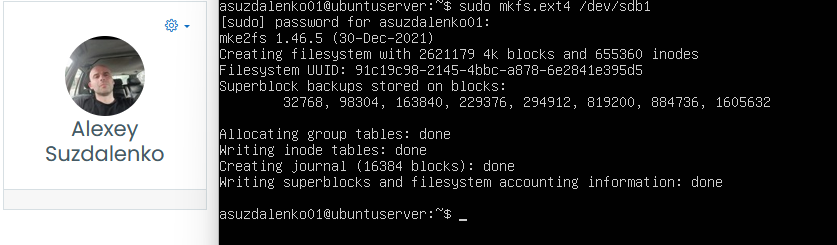 Alexey
Suzdalenko
asuzdalenko01@ubuntuserver:~$ sudo mkfs.ext4 /dev/sdb1
[sudo] password for asuzdalenko01:
mke2fs 1.46.5 (30-Dec-2021)
Creating filesystem with 2621179 4k blocks and 655360 inodes
Filesystem UUID: 91c19c98-2145-4bbc-a878-6e2841e395d5
Superblock backups stored on blocks:
        32768, 98304, 163840, 229376, 294912, 819200, 884736, 1605632
Allocating group tables: done
Writing inode tables: done
Creating journal (16384 blocks): done
Writing superblocks and filesystem accounting information: done
asuzdalenko01@ubuntuserver:~$ _